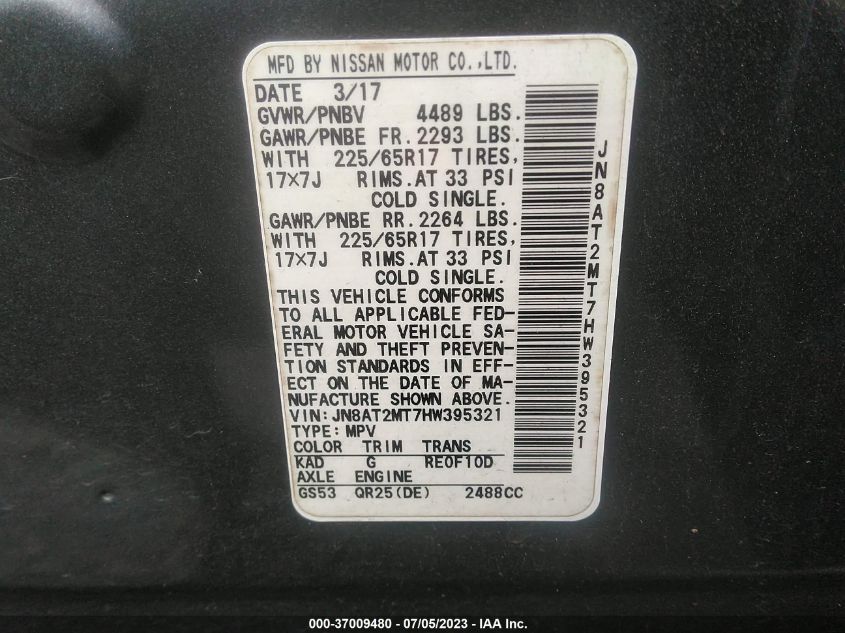 MFD BY NISSAN MOTOR CO.,LTD.
DATE 3/17
GVWR/PNBV 4489 LBS.
GAWR/PNBE FR. 2293 LBS.
WITH 225/65R17 TIRES,
17×7J RIMS. AT 33 PSI
COLD SINGLE.
GAWR/PNBE RR. 2264 LBS.
WITH 225/65R17 TIRES,
17×7J RIMS. AT 33 PSI
COLD SINGLE.
THIS VEHICLE CONFORMS
TO ALL APPLICABLE FED-
ERAL MOTOR VEHICLE SA-
FETY AND THEFT PREVEN-
TION STANDARDS IN EFF-
ECT ON THE DATE OF MA-
NUFACTURE SHOWN ABOVE.
VIN: JN8AT2MT7HW395321
TYPE: MPV
COLOR TRIM TRANS
KAD G RE0F10D
AXLE ENGINE
GS53 QR25(DE) 2488CC
JN8AT2MT7HW395321
000-37009480 - 07/05/2023 - IAA Inc.